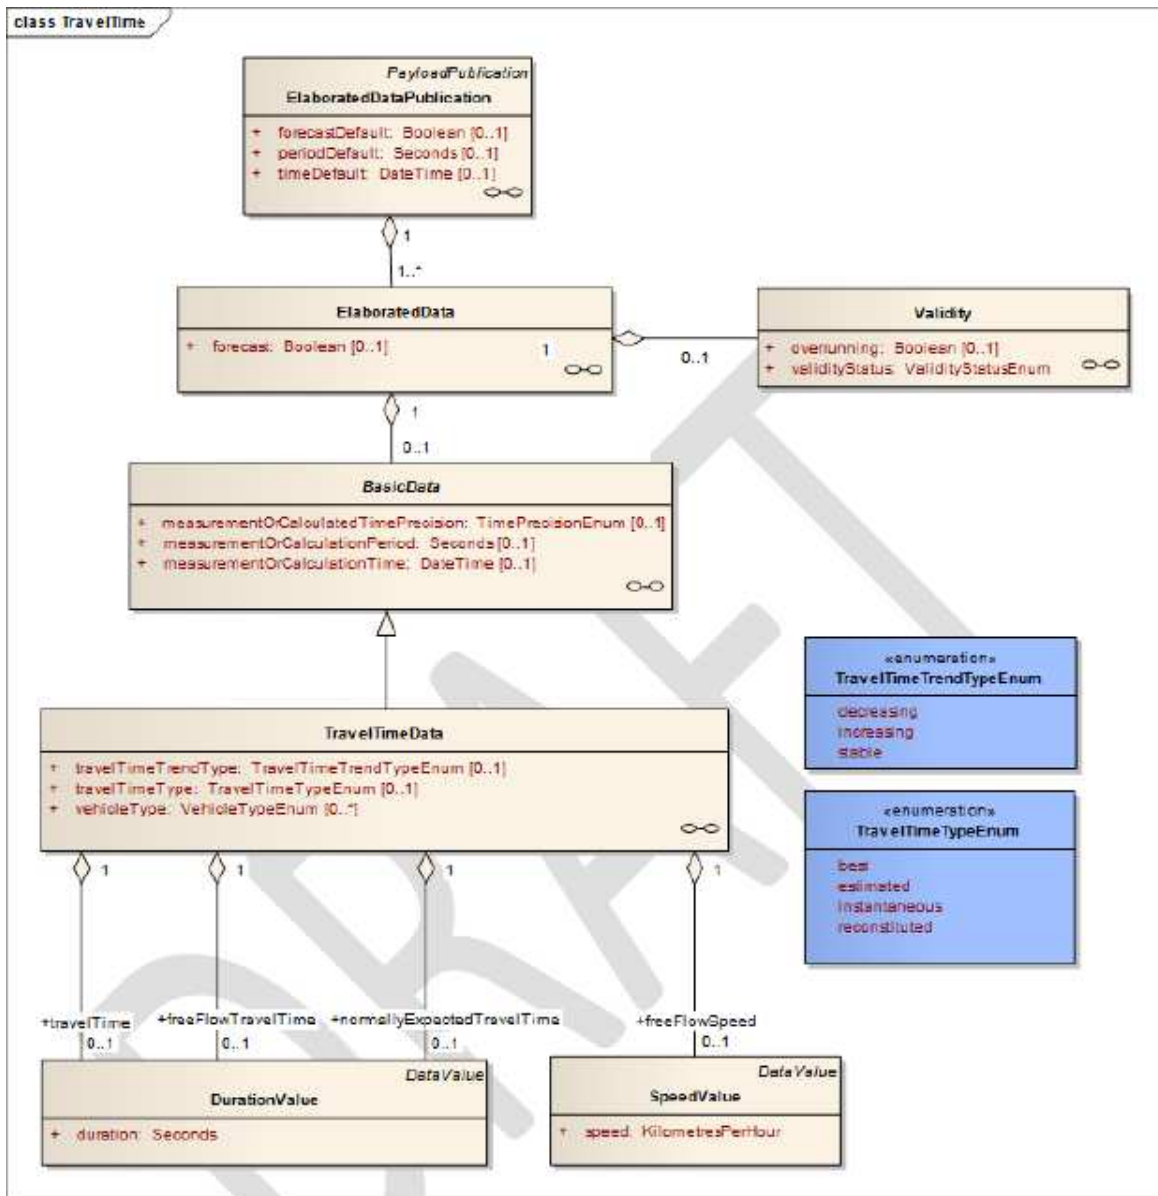 class TravelTime
PayloadPublication
ElaboratedDataPublication
+ forecastDefault: Boolean [0..1]
+ periodDefault: Seconds [0..1]
+ timeDefault: DateTime [0..1]
1
1..*
ElaboratedData
+ forecast: Boolean [0..1]
1
0..1
Validity
+ overrunning: Boolean [0..1]
+ validityStatus: ValidityStatusEnum
1
0..1
BasicData
+ measurementOrCalculatedTimePrecision: TimePrecisionEnum [0..1]
+ measurementOrCalculationPeriod: Seconds [0..1]
+ measurementOrCalculationTime: DateTime [0..1]
«enumeration»
TravelTimeTrendTypeEnum
decreasing
increasing
stable
TravelTimeData
+ travelTimeTrendType: TravelTimeTrendTypeEnum [0..1]
+ travelTimeType: TravelTimeTypeEnum [0..1]
+ vehicleType: VehicleTypeEnum [0..*]
«enumeration»
TravelTimeTypeEnum
best
estimated
instantaneous
reconstituted
1 1 1 1
+travelTime +freeFlowTravelTime +normallyExpectedTravelTime +freeFlowSpeed
0..1 0..1 0..1 0..1
DataValue
DurationValue
+ duration: Seconds
DataValue
SpeedValue
+ speed: KilometresPerHour
DRAFT